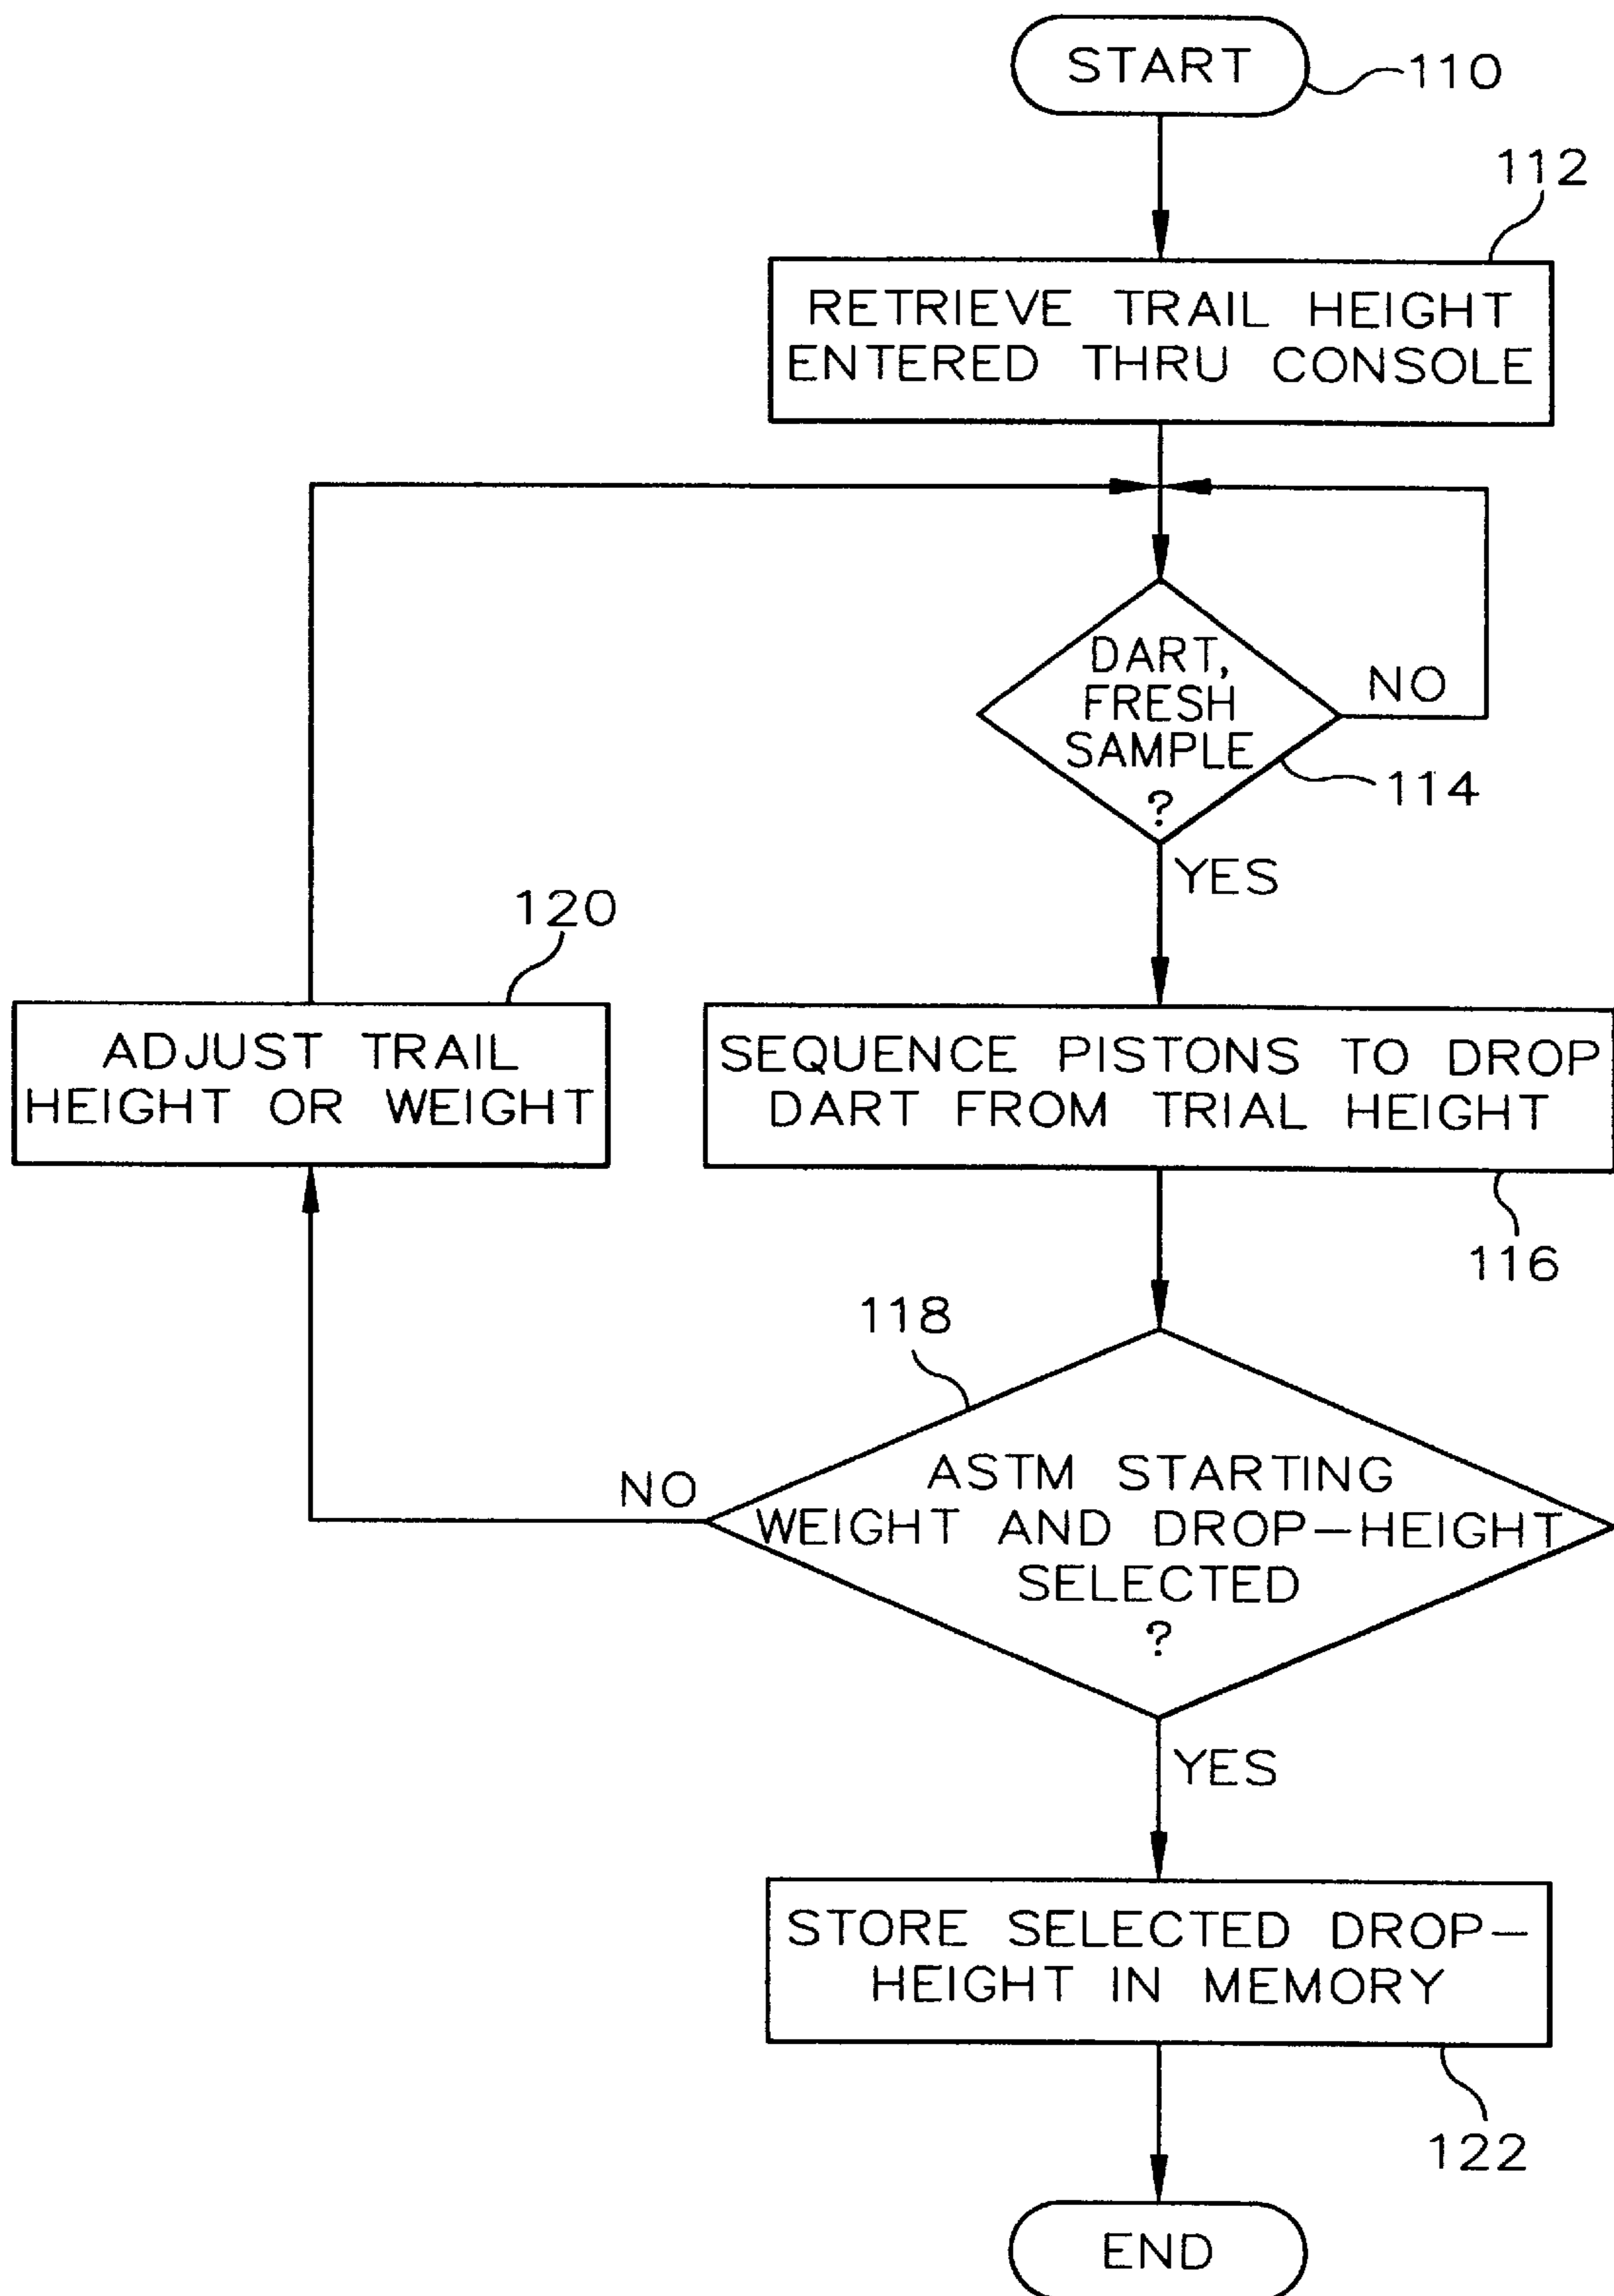 START
110
112
RETRIEVE TRAIL HEIGHT
ENTERED THRU CONSOLE
DART,
FRESH
SAMPLE
?
NO
114
YES
120
ADJUST TRAIL
HEIGHT OR WEIGHT
SEQUENCE PISTONS TO DROP
DART FROM TRIAL HEIGHT
116
118
ASTM STARTING
WEIGHT AND DROP-HEIGHT
SELECTED
?
NO
YES
STORE SELECTED DROP-
HEIGHT IN MEMORY
122
END